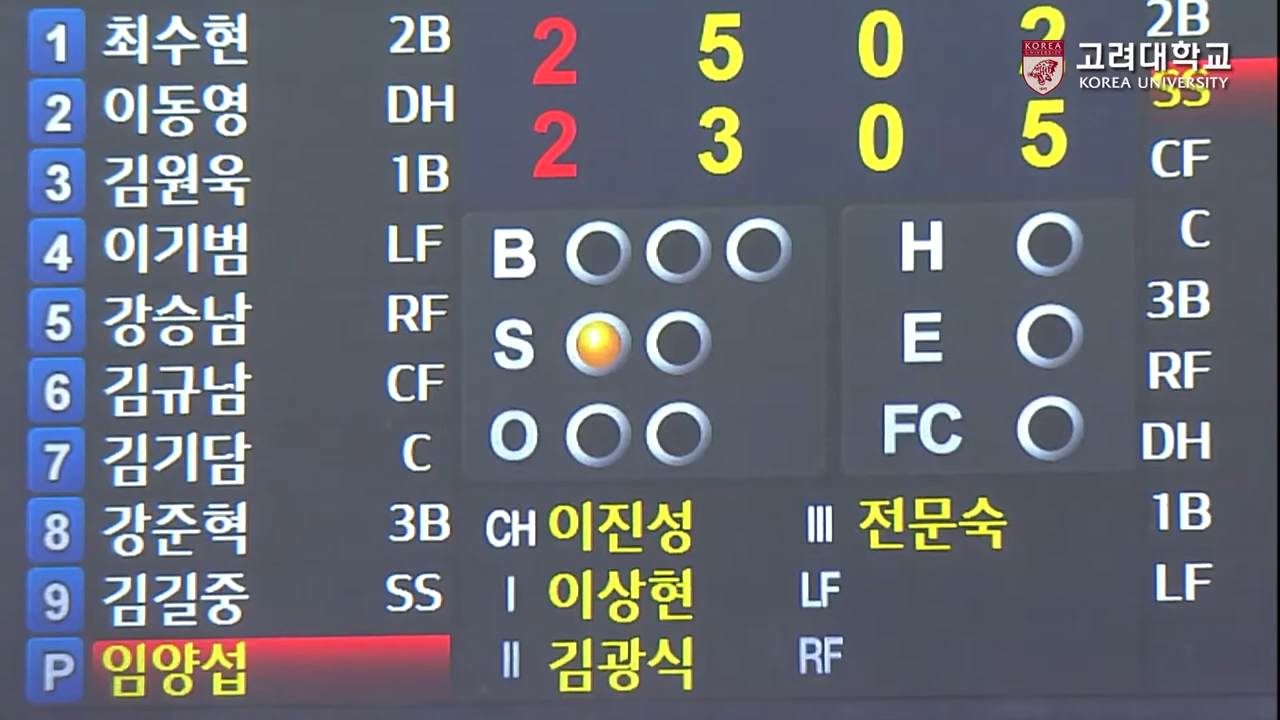 1 최수현 2B 2 5 0 2 2B
2 이동영 DH 2 3 0 5 SS
고려대학교
KOREA UNIVERSITY
3 김원욱 1B CF
4 이기범 LF B H C
5 강승남 RF S E 3B
6 김규남 CF O FC RF
7 김기담 C DH
8 강준혁 3B CH 이진성 III 전문숙 1B
9 김길중 SS I 이상현 LF LF
P 임양섭 II 김광식 RF